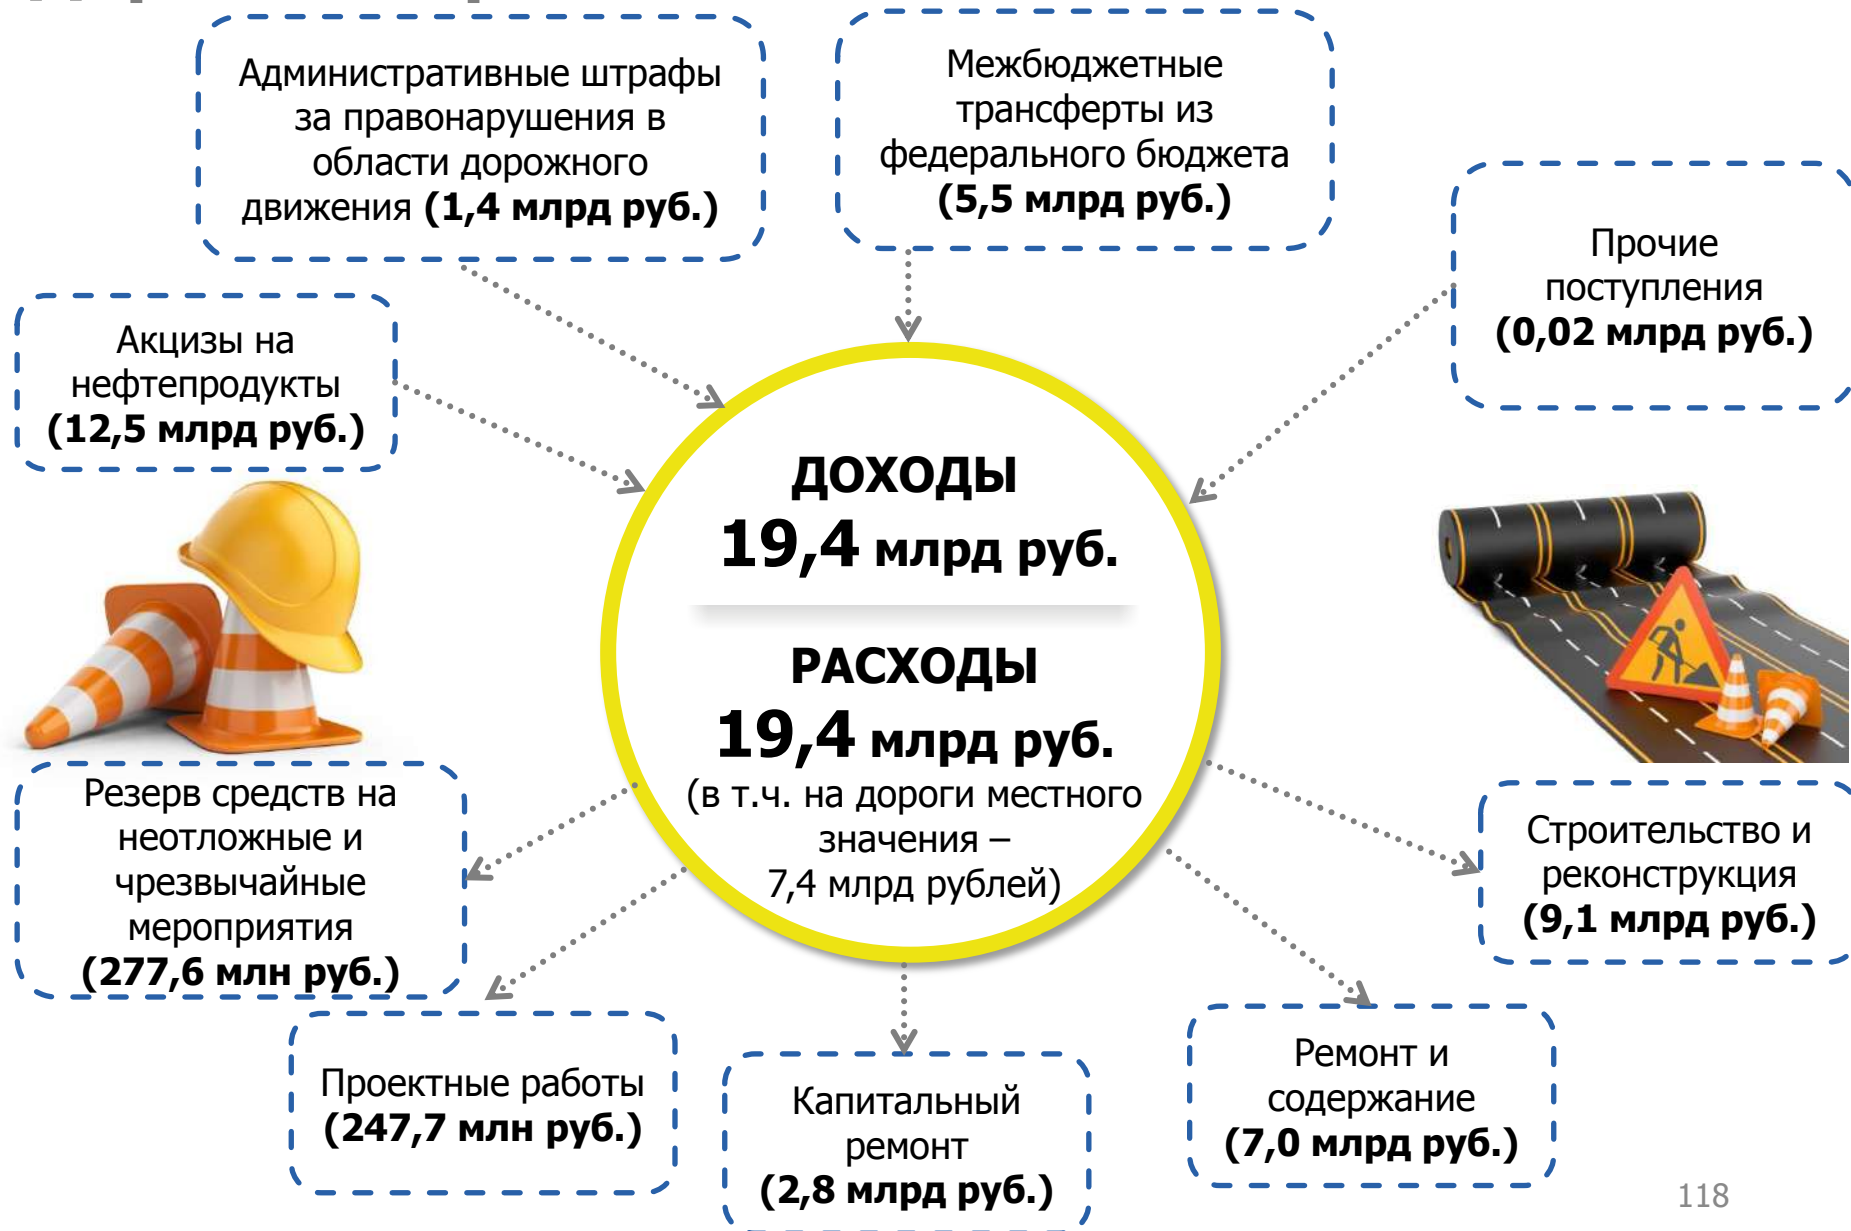 Административные штрафы
за правонарушения в
области дорожного
движения (1,4 млрд руб.)
Межбюджетные
трансферты из
федерального бюджета
(5,5 млрд руб.)
Прочие
поступления
(0,02 млрд руб.)
Акцизы на
нефтепродукты
(12,5 млрд руб.)
ДОХОДЫ
19,4 млрд руб.
РАСХОДЫ
19,4 млрд руб.
(в т.ч. на дороги местного
значения –
7,4 млрд рублей)
Резерв средств на
неотложные и
чрезвычайные
мероприятия
(277,6 млн руб.)
Проектные работы
(247,7 млн руб.)
Капитальный
ремонт
(2,8 млрд руб.)
Ремонт и
содержание
(7,0 млрд руб.)
Строительство и
реконструкция
(9,1 млрд руб.)
118